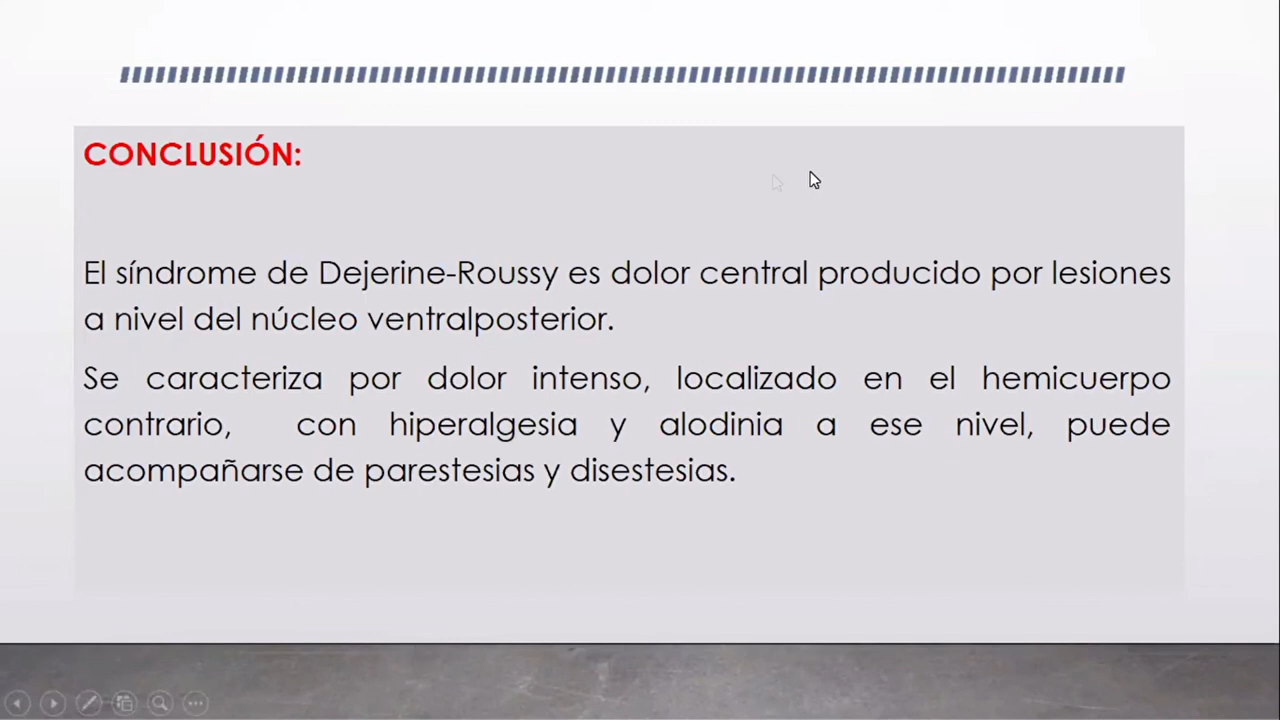 CONCLUSIÓN:
El síndrome de Dejerine-Roussy es dolor central producido por lesiones
a nivel del núcleo ventralposterior.
Se caracteriza por dolor intenso, localizado en el hemicuerpo
contrario, con hiperalgesia y alodinia a ese nivel, puede
acompañarse de parestesias y disestesias.